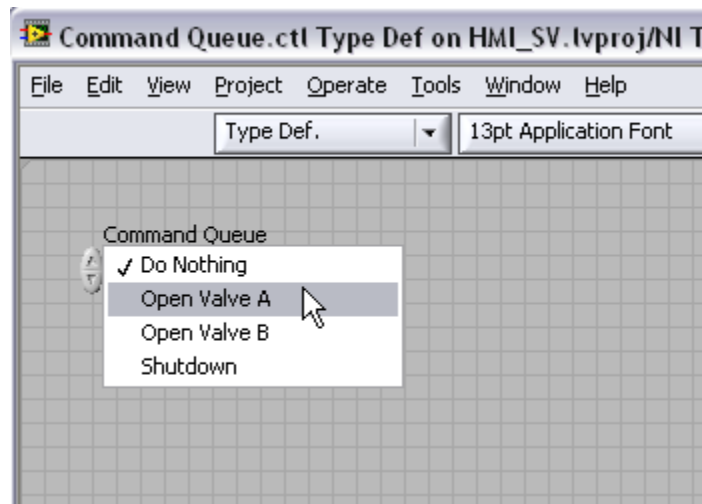 Command Queue.ctl Type Def on HMI_SV.lvproj/NI T
File Edit View Project Operate Tools Window Help
Type Def. 13pt Application Font
Command Queue
Do Nothing
Open Valve A
Open Valve B
Shutdown